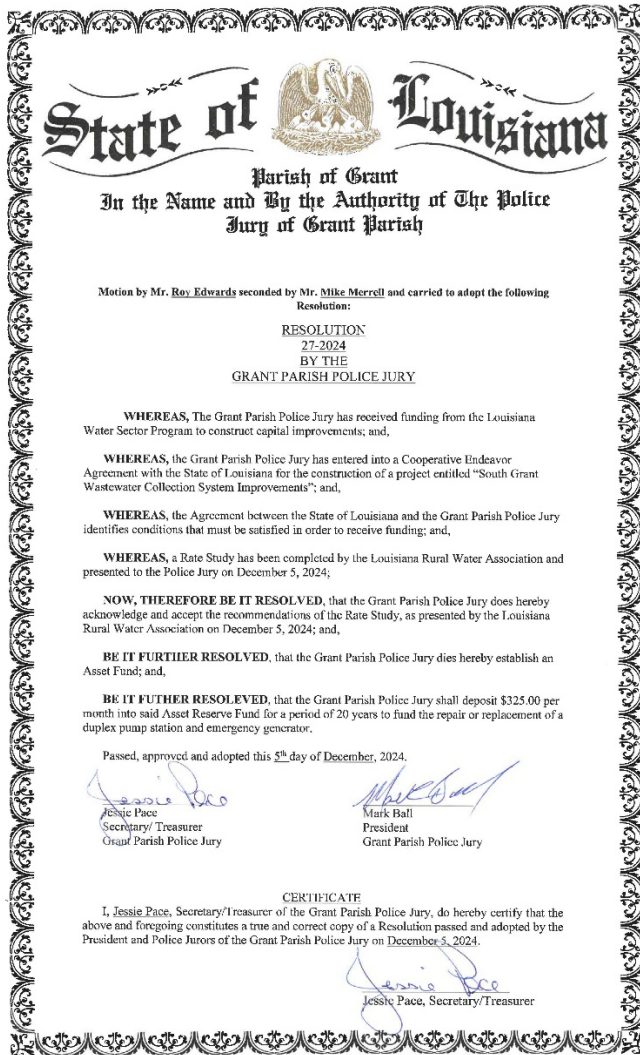 State of Louisiana
Parish of Grant
In the Name and By the Authority of The Police
Jury of Grant Parish
Motion by Mr. Roy Edwards seconded by Mr. Mike Merrell and carried to adopt the following
Resolution:
RESOLUTION
27-2024
BY THE
GRANT PARISH POLICE JURY
WHEREAS, The Grant Parish Police Jury has received funding from the Louisiana
Water Sector Program to construct capital improvements; and,
WHEREAS, the Grant Parish Police Jury has entered into a Cooperative Endeavor
Agreement with the State of Louisiana for the construction of a project entitled “South Grant
Wastewater Collection System Improvements”; and,
WHEREAS, the Agreement between the State of Louisiana and the Grant Parish Police Jury
identifies conditions that must be satisfied in order to receive funding; and,
WHEREAS, a Rate Study has been completed by the Louisiana Rural Water Association and
presented to the Police Jury on December 5, 2024;
NOW, THEREFORE BE IT RESOLVED, that the Grant Parish Police Jury does hereby
acknowledge and accept the recommendations of the Rate Study, as presented by the Louisiana
Rural Water Association on December 5, 2024; and,
BE IT FURTHER RESOLVED, that the Grant Parish Police Jury dies hereby establish an
Asset Fund; and,
BE IT FUTHER RESOLEVED, that the Grant Parish Police Jury shall deposit $325.00 per
month into said Asset Reserve Fund for a period of 20 years to fund the repair or replacement of a
duplex pump station and emergency generator.
Passed, approved and adopted this 5th day of December, 2024.
Jessie Pace
Mark Ball
Jessie Pace
Mark Ball
Secretary/ Treasurer
President
Grant Parish Police Jury
Grant Parish Police Jury
CERTIFICATE
I, Jessie Pace, Secretary/Treasurer of the Grant Parish Police Jury, do hereby certify that the
above and foregoing constitutes a true and correct copy of a Resolution passed and adopted by the
President and Police Jurors of the Grant Parish Police Jury on December 5, 2024.
Jessie Pace
Jessie Pace, Secretary/Treasurer